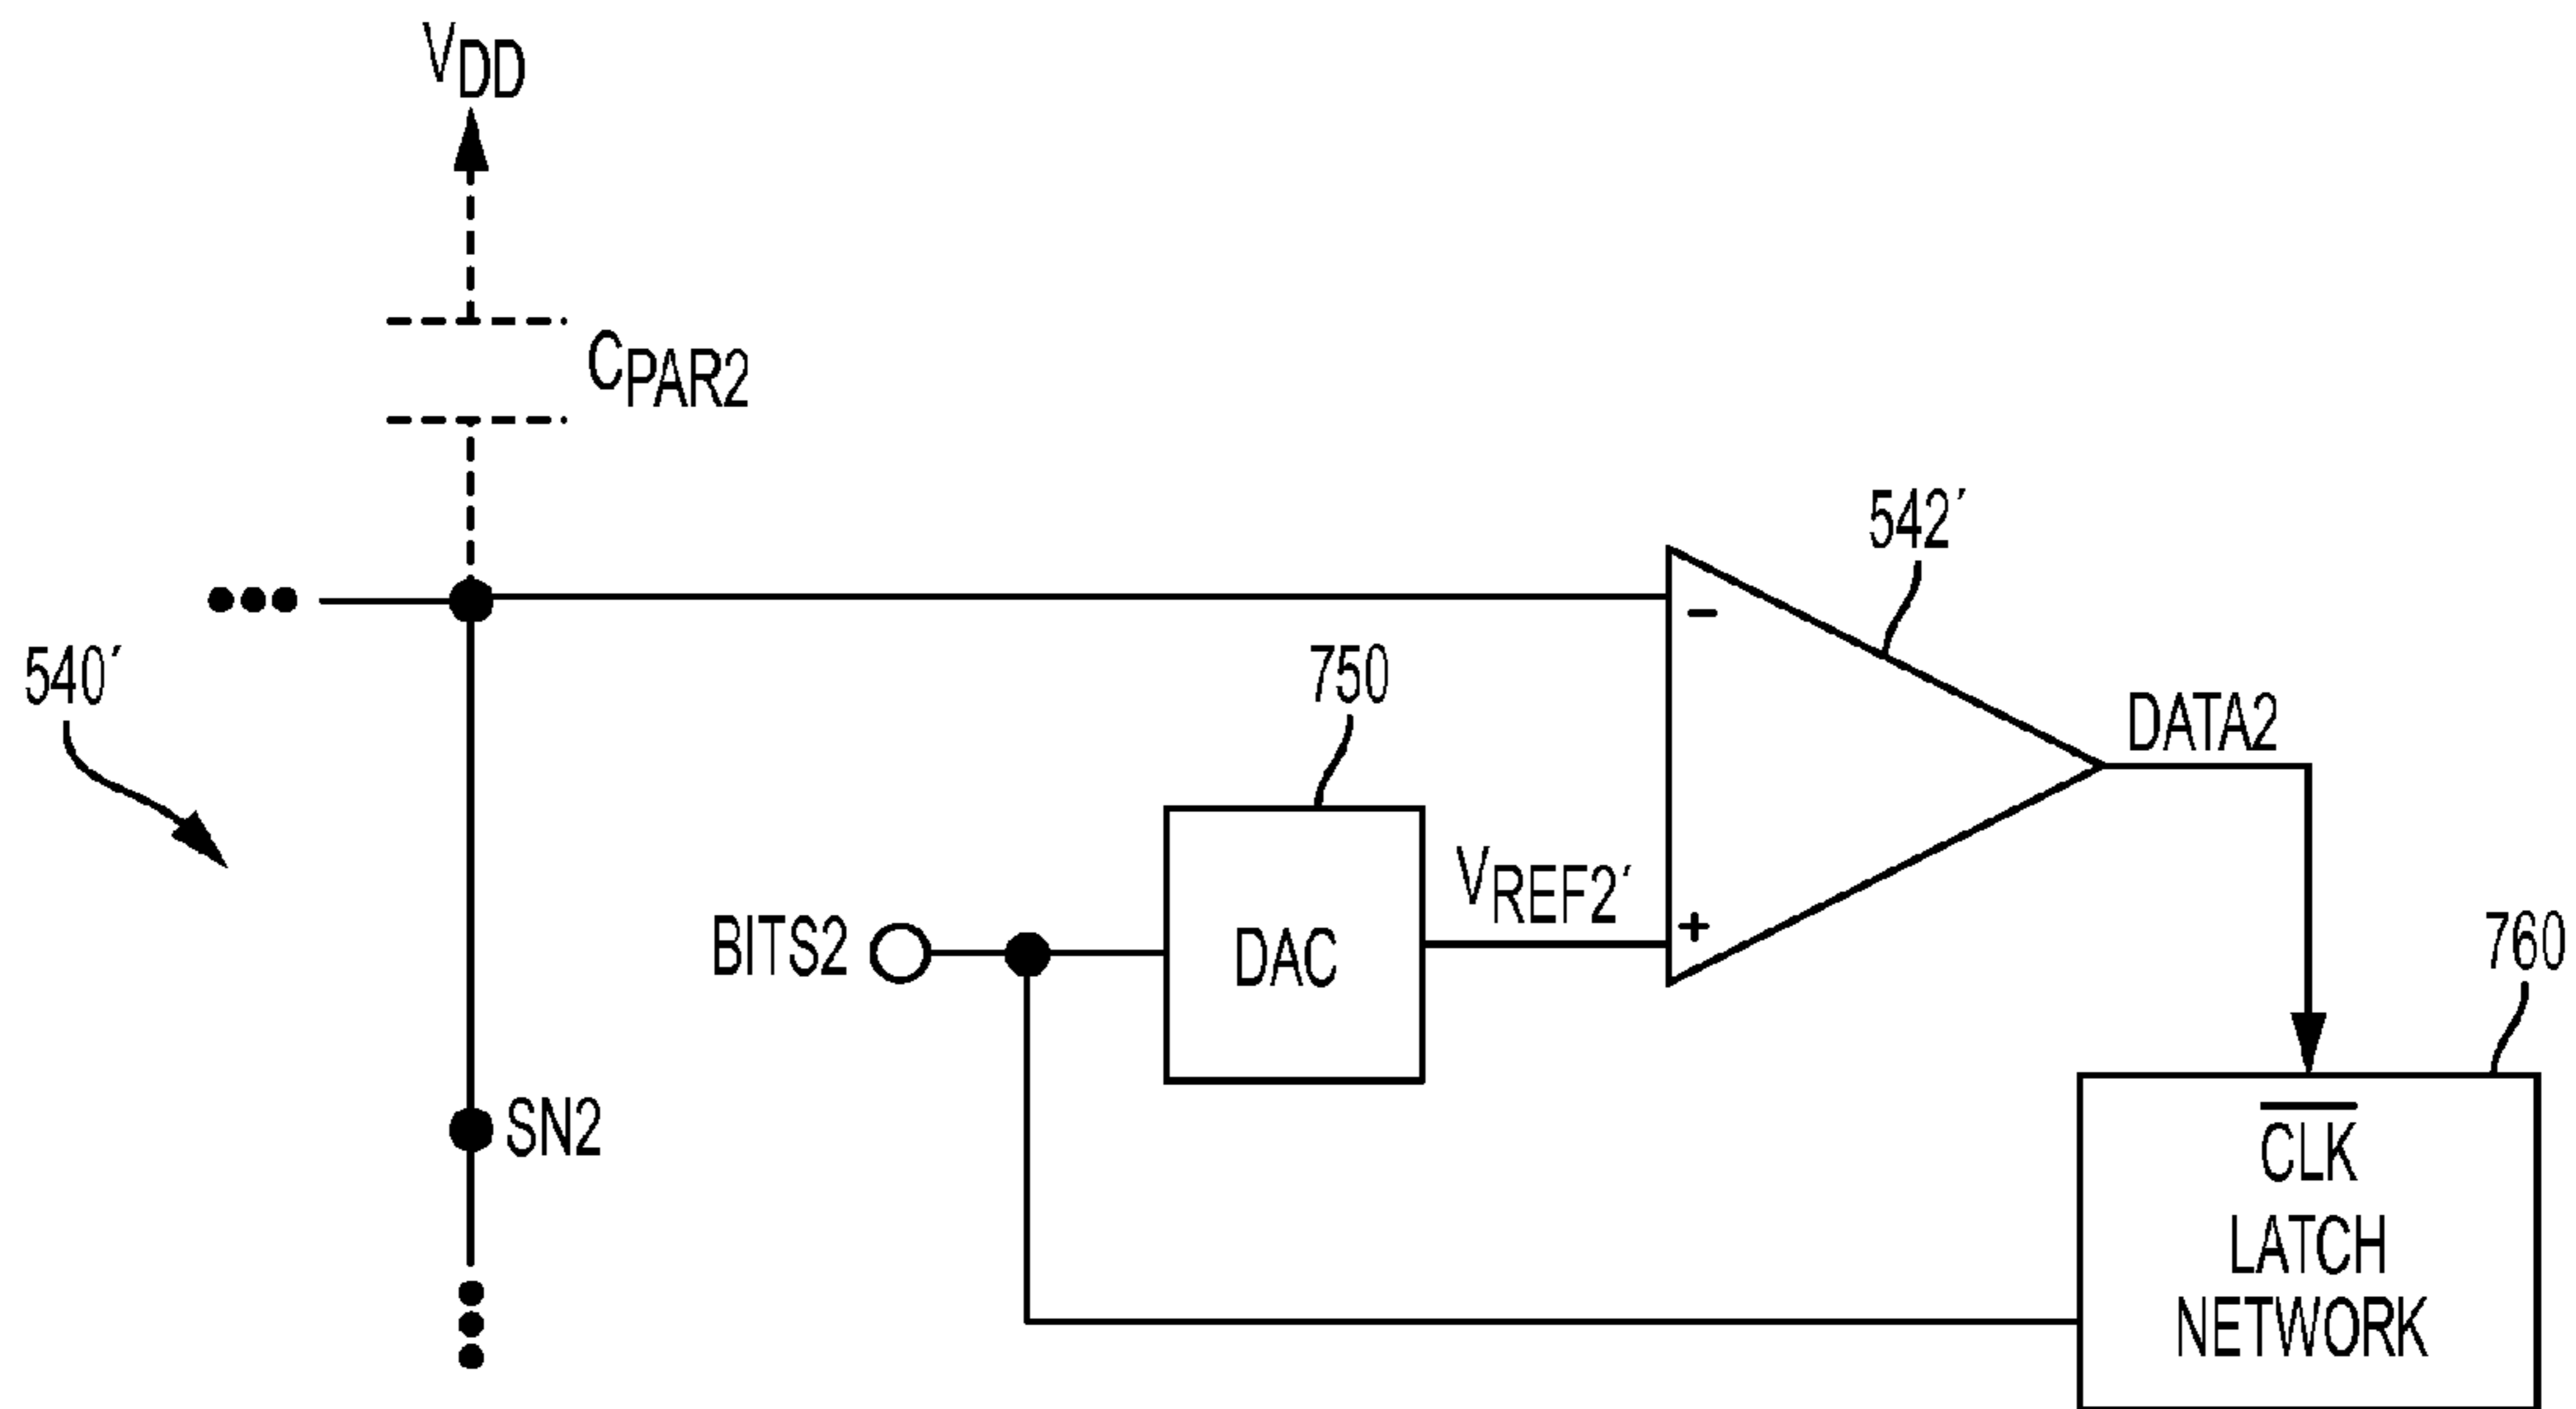 VDD
CPAR2
542′
540′
750
DATA2
VREF2′
BITS2
DAC
760
SN2
CLK
LATCH
NETWORK
-
+